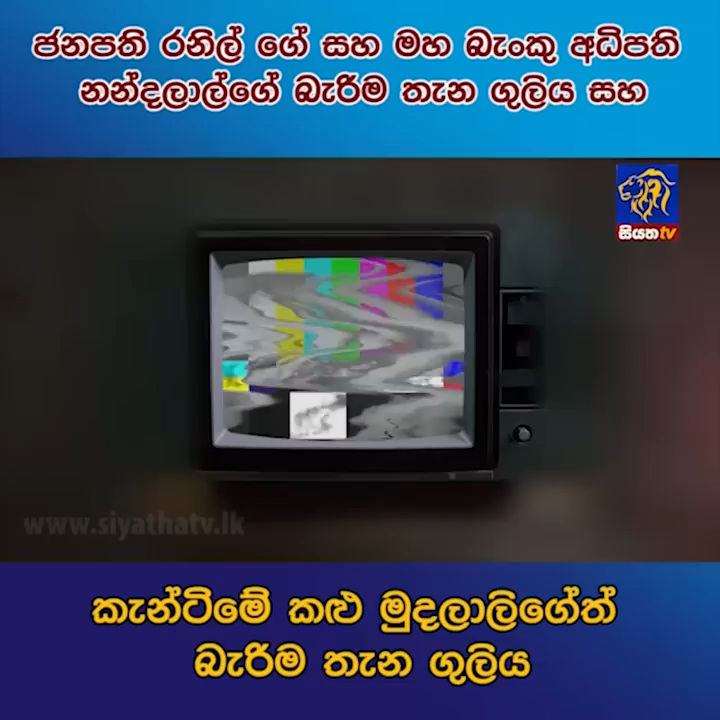 ජනපති රනිල් ගේ සහ මහ බැංකු අධිපති
නන්දලාල්ගේ බැරිම තැන ගුලිය සහ
සියත tv
www.siyathatv.lk
කැන්ටිමේ කළු මුදලාලිගේත්
බැරිම තැන ගුලිය